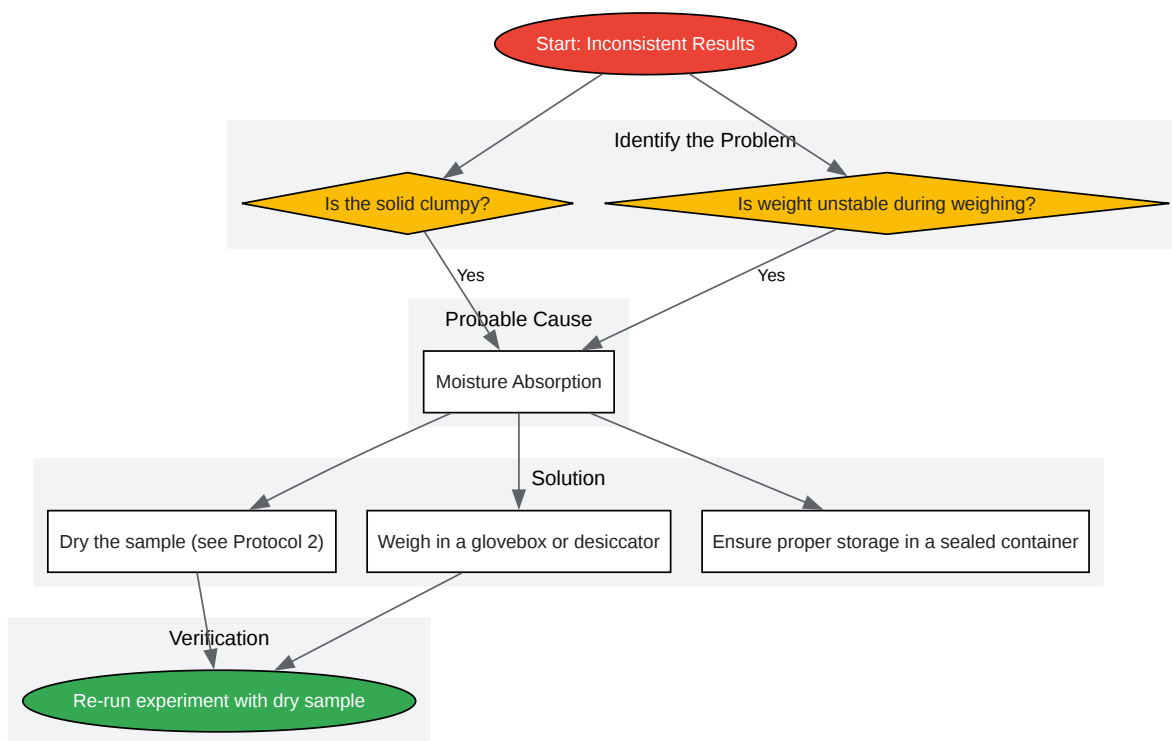 Start: Inconsistent Results
Identify the Problem
Is the solid clumpy?
Is weight unstable during weighing?
Yes
Yes
Probable Cause
Moisture Absorption
Solution
Dry the sample (see Protocol 2)
Weigh in a glovebox or desiccator
Ensure proper storage in a sealed container
Verification
Re-run experiment with dry sample